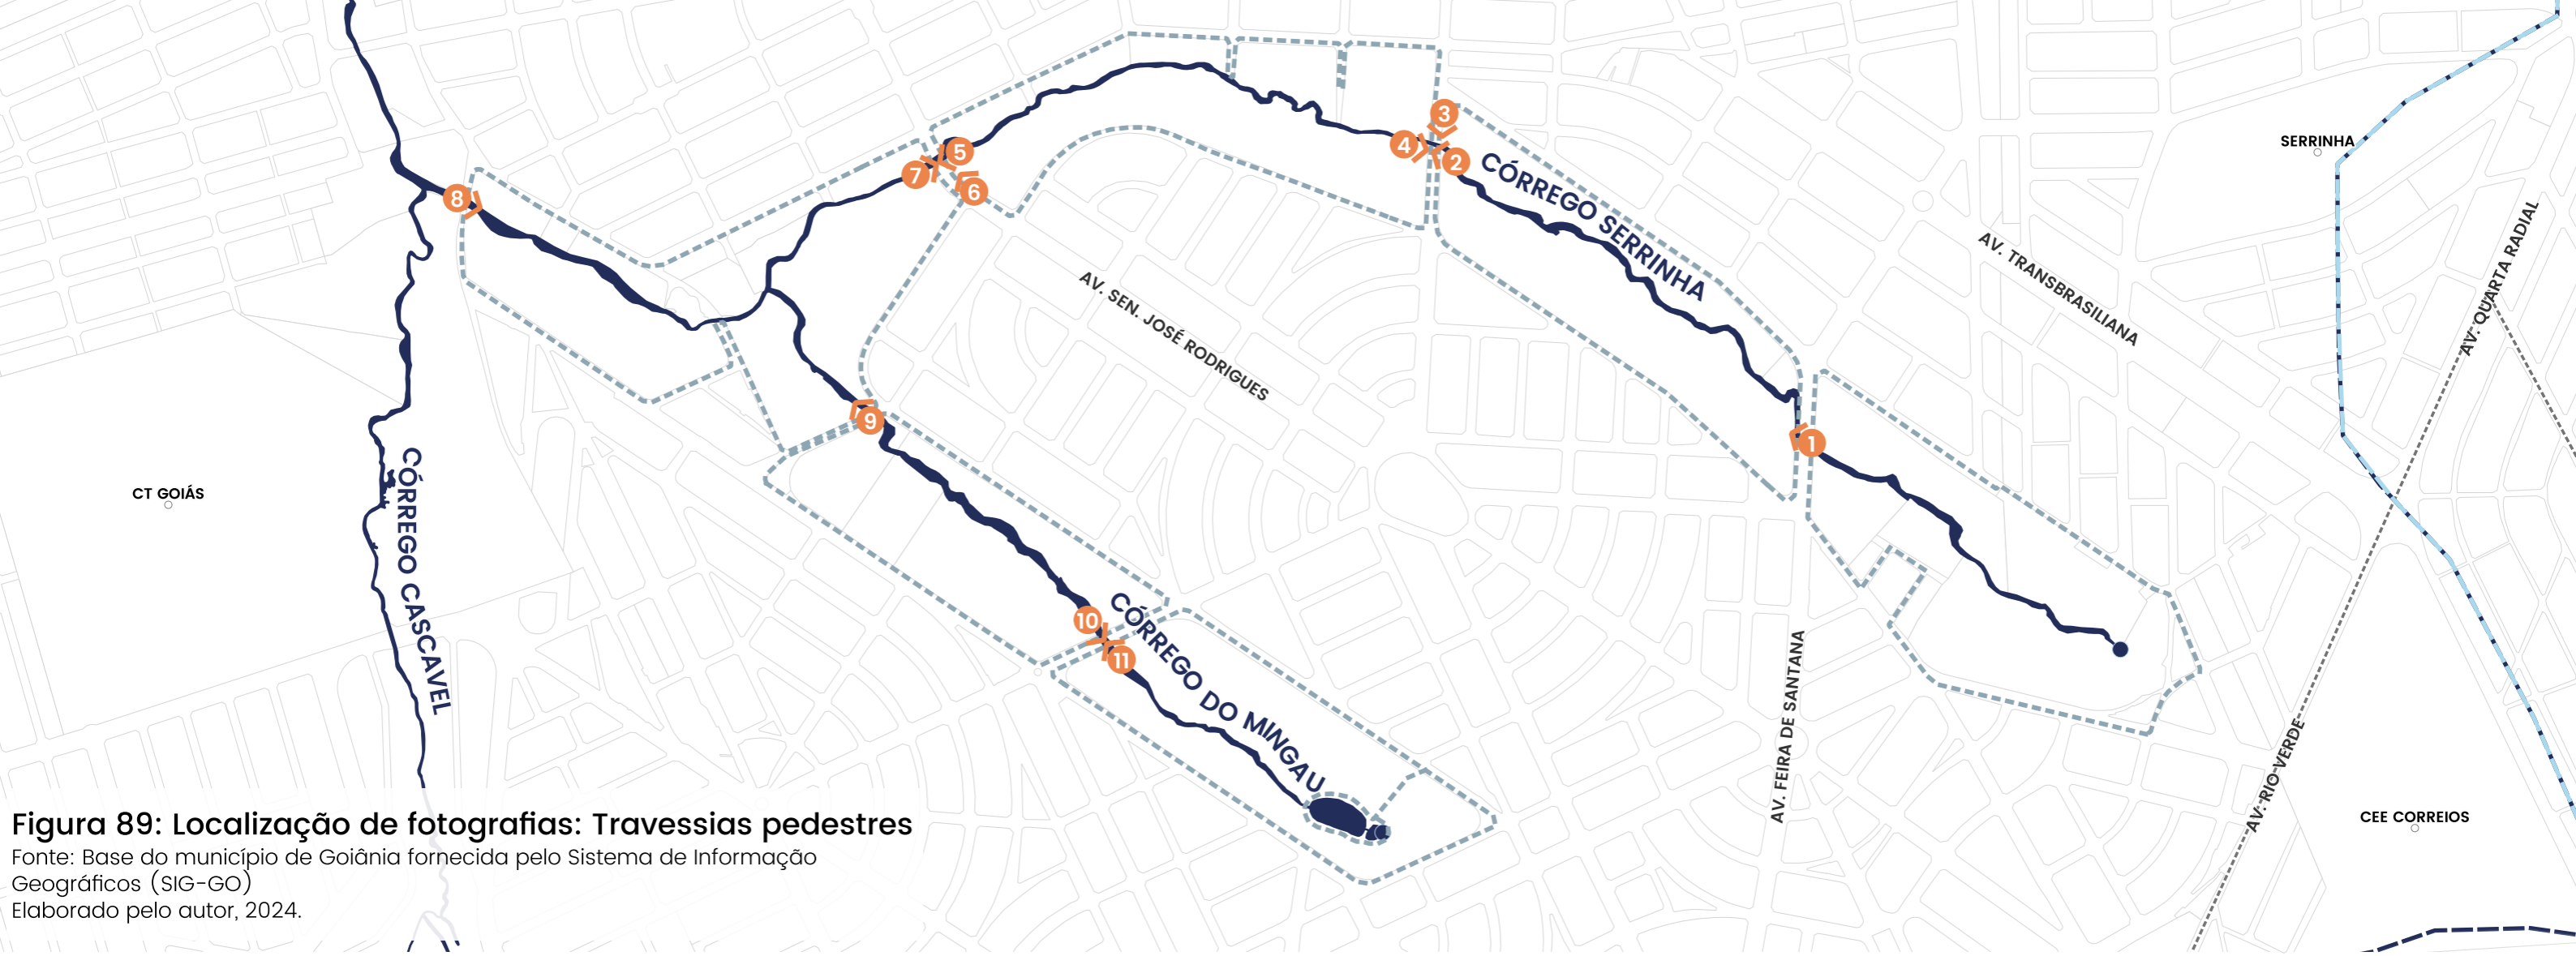 3
4
2
5
7
6
8
CÓRREGO SERRINHA
SERRINHA
AV. TRANSBRASILIANA
AV. QUARTA RADIAL
AV. SEN. JOSÉ RODRIGUES
9
1
CT GOIÁS
CÓRREGO CASCAVEL
10
11
CÓRREGO DO MINGAU
AV. FEIRA DE SANTANA
AV. RIO VERDE
CEE CORREIOS
Figura 89: Localização de fotografias: Travessias pedestres
Fonte: Base do município de Goiânia fornecida pelo Sistema de Informação
Geográficos (SIG-GO)
Elaborado pelo autor, 2024.